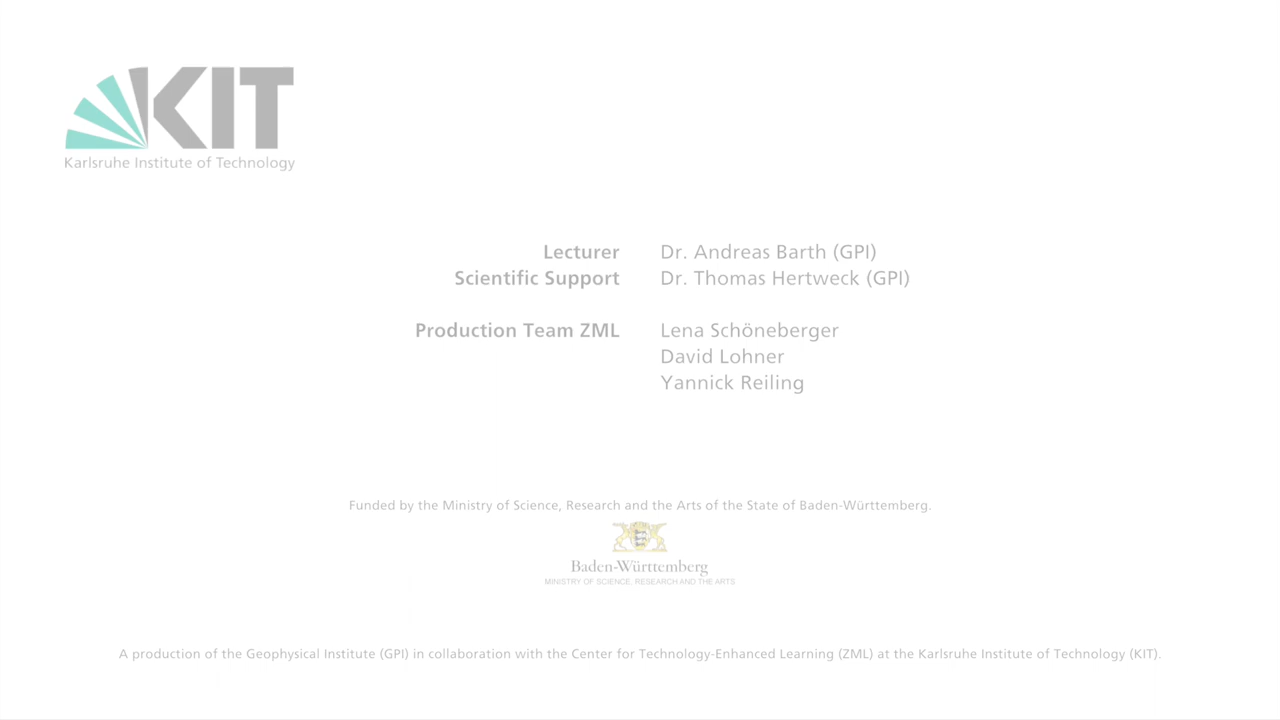 KIT
Karlsruhe Institute of Technology
Lecturer Dr. Andreas Barth (GPI)
Scientific Support Dr. Thomas Hertweck (GPI)
Production Team ZML Lena Schöneberger
David Lohner
Yannick Reiling
Funded by the Ministry of Science, Research and the Arts of the State of Baden-Württemberg.
Baden-Württemberg
MINISTRY OF SCIENCE, RESEARCH AND THE ARTS
A production of the Geophysical Institute (GPI) in collaboration with the Center for Technology-Enhanced Learning (ZML) at the Karlsruhe Institute of Technology (KIT).